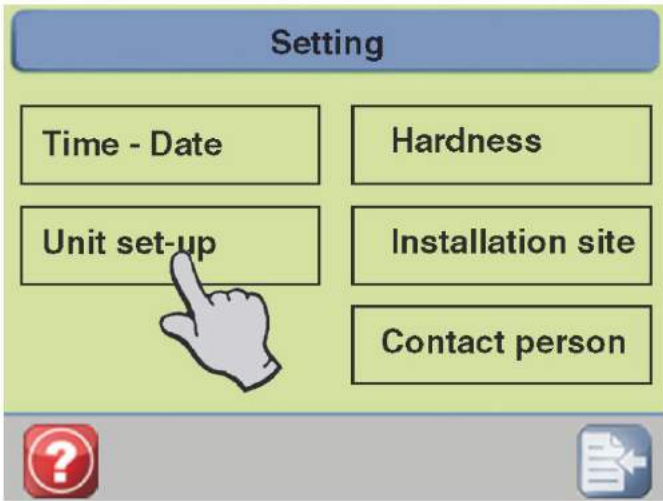 Setting
Time - Date
Hardness
Unit set-up
Installation site
Contact person
?